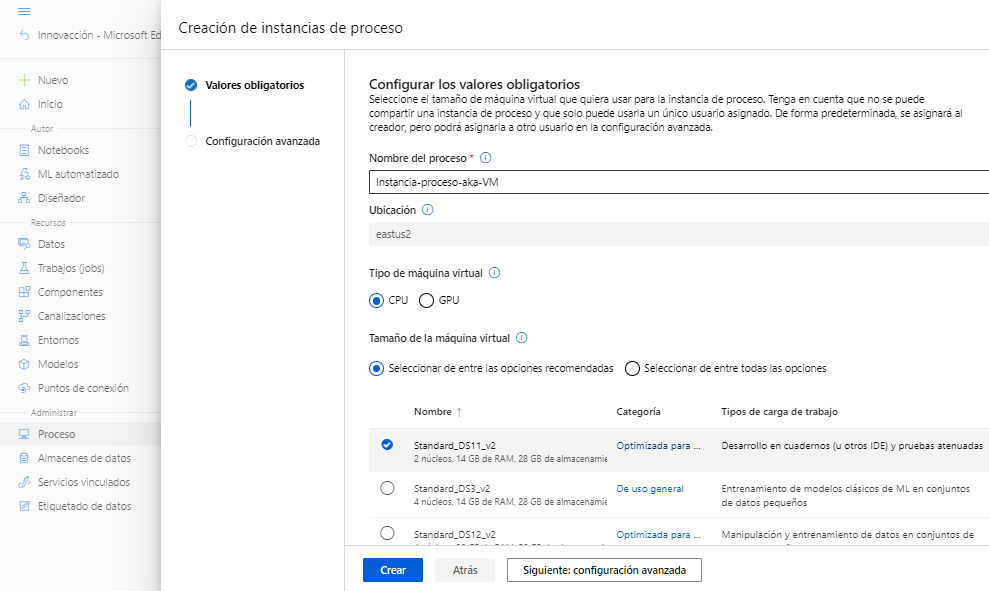 Creación de instancias de proceso
Innovacción - Microsoft Ed
Nuevo
Inicio
Autor
Notebooks
ML automatizado
Diseñador
Recursos
Datos
Trabajos (jobs)
Componentes
Canalizaciones
Entornos
Modelos
Puntos de conexión
Administrar
Proceso
Almacenes de datos
Servicios vinculados
Etiquetado de datos
Valores obligatorios
Configuración avanzada
Configurar los valores obligatorios
Seleccione el tamaño de máquina virtual que quiera usar para la instancia de proceso. Tenga en cuenta que no se puede
compartir una instancia de proceso y que solo puede usarla un único usuario asignado. De forma predeterminada, se asignará al
creador, pero podrá asignarla a otro usuario en la configuración avanzada.
Nombre del proceso *
Instancia-proceso-aka-VM
Ubicación
eastus2
Tipo de máquina virtual
CPU GPU
Tamaño de la máquina virtual
Seleccionar de entre las opciones recomendadas Seleccionar de entre todas las opciones
Nombre ↑ Categoría Tipos de carga de trabajo
Standard_DS11_v2 Optimizada para ... Desarrollo en cuadernos (u otros IDE) y pruebas atenuadas
2 núcleos, 14 GB de RAM, 28 GB de almacenamie
Standard_DS3_v2 De uso general Entrenamiento de modelos clásicos de ML en conjuntos
4 núcleos, 14 GB de RAM, 28 GB de almacenamie de datos pequeños
Standard_DS12_v2 Optimizada para ... Manipulación y entrenamiento de datos en conjuntos de
Crear Atrás Siguiente: configuración avanzada